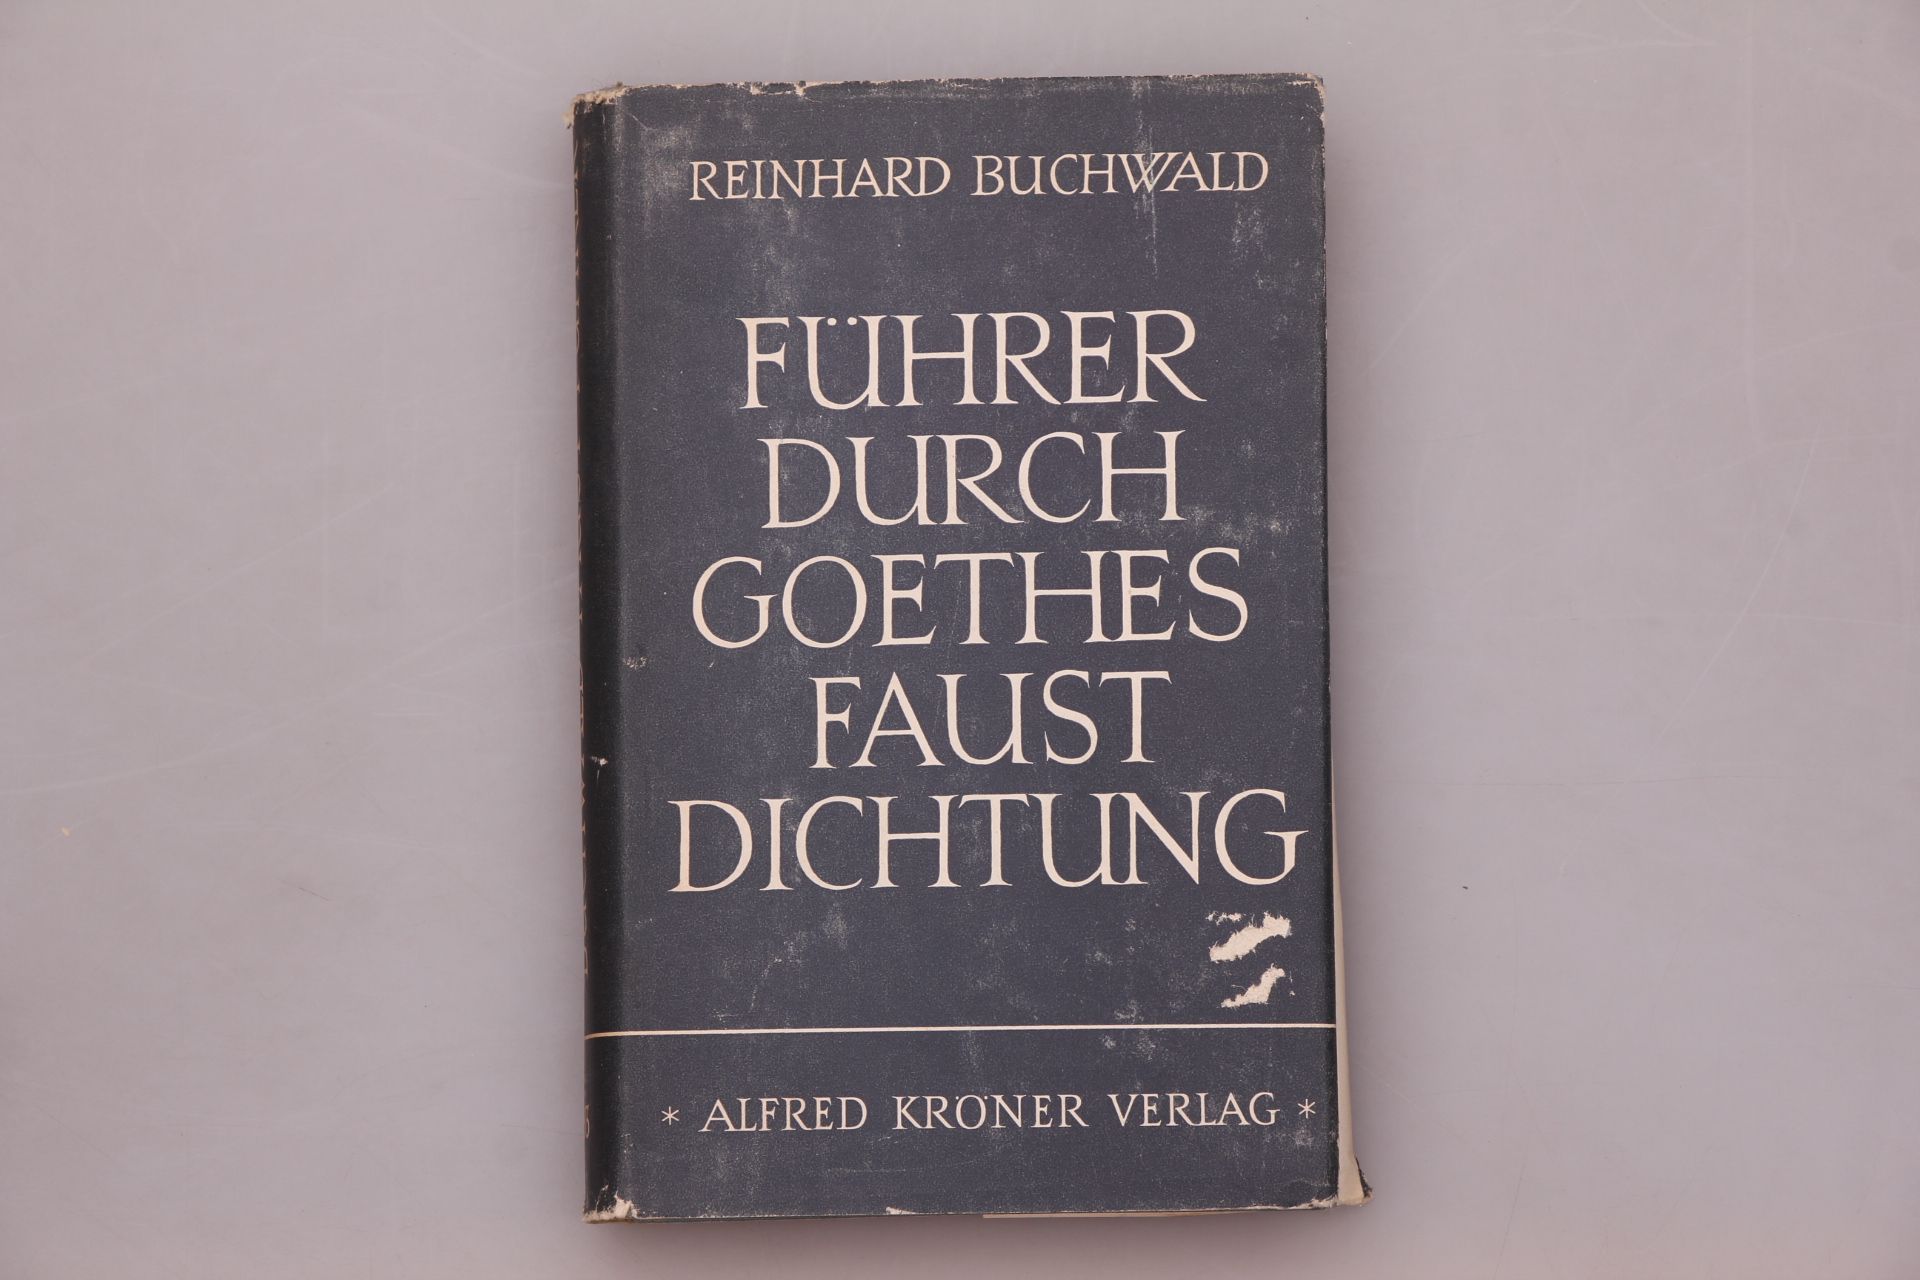 REINHARD BUCHWALD
FÜHRER
DURCH
GOETHES
FAUST
DICHTUNG
* ALFRED KRÖNER VERLAG *